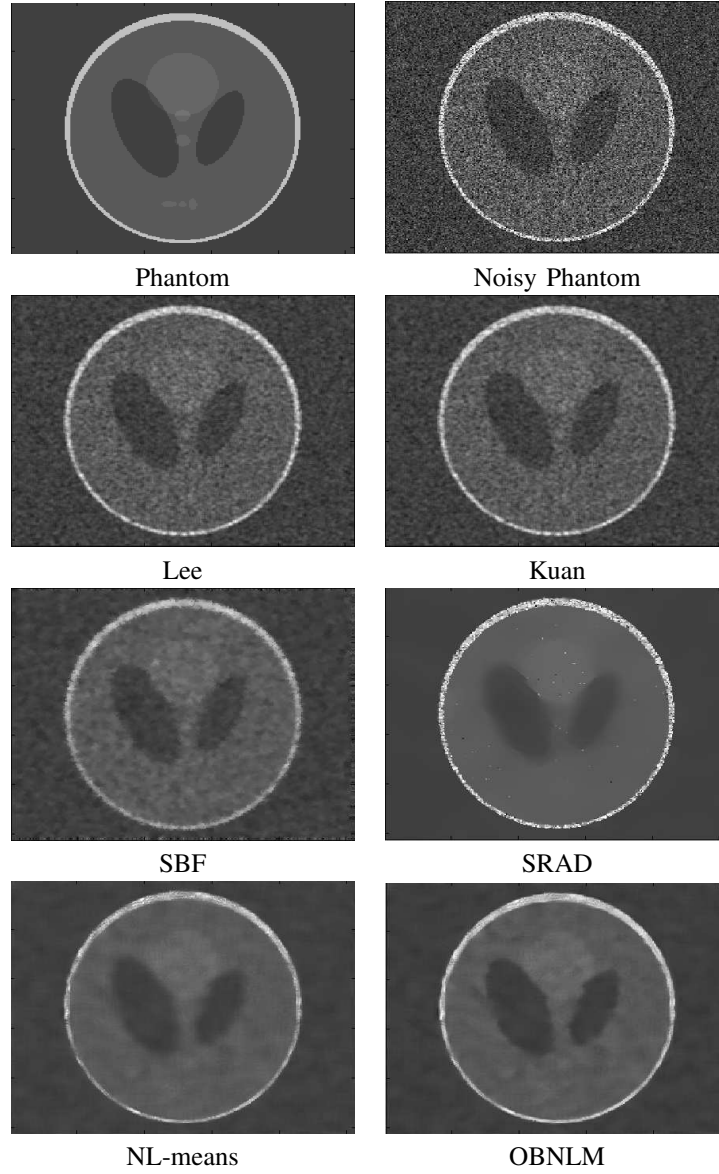 Phantom
Noisy Phantom
Lee
Kuan
SBF
SRAD
NL-means
OBNLM